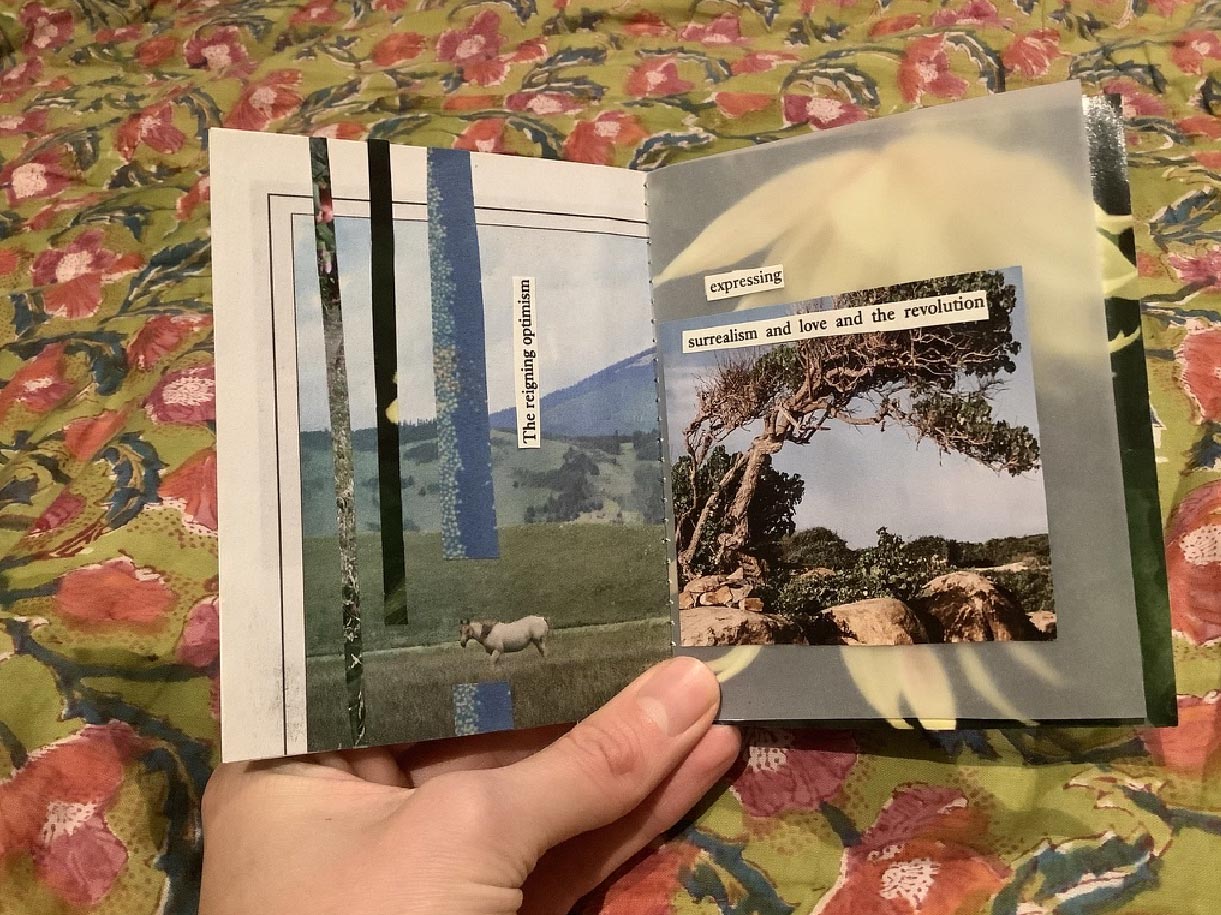 The reigning optimism
expressing
surrealism and love and the revolution